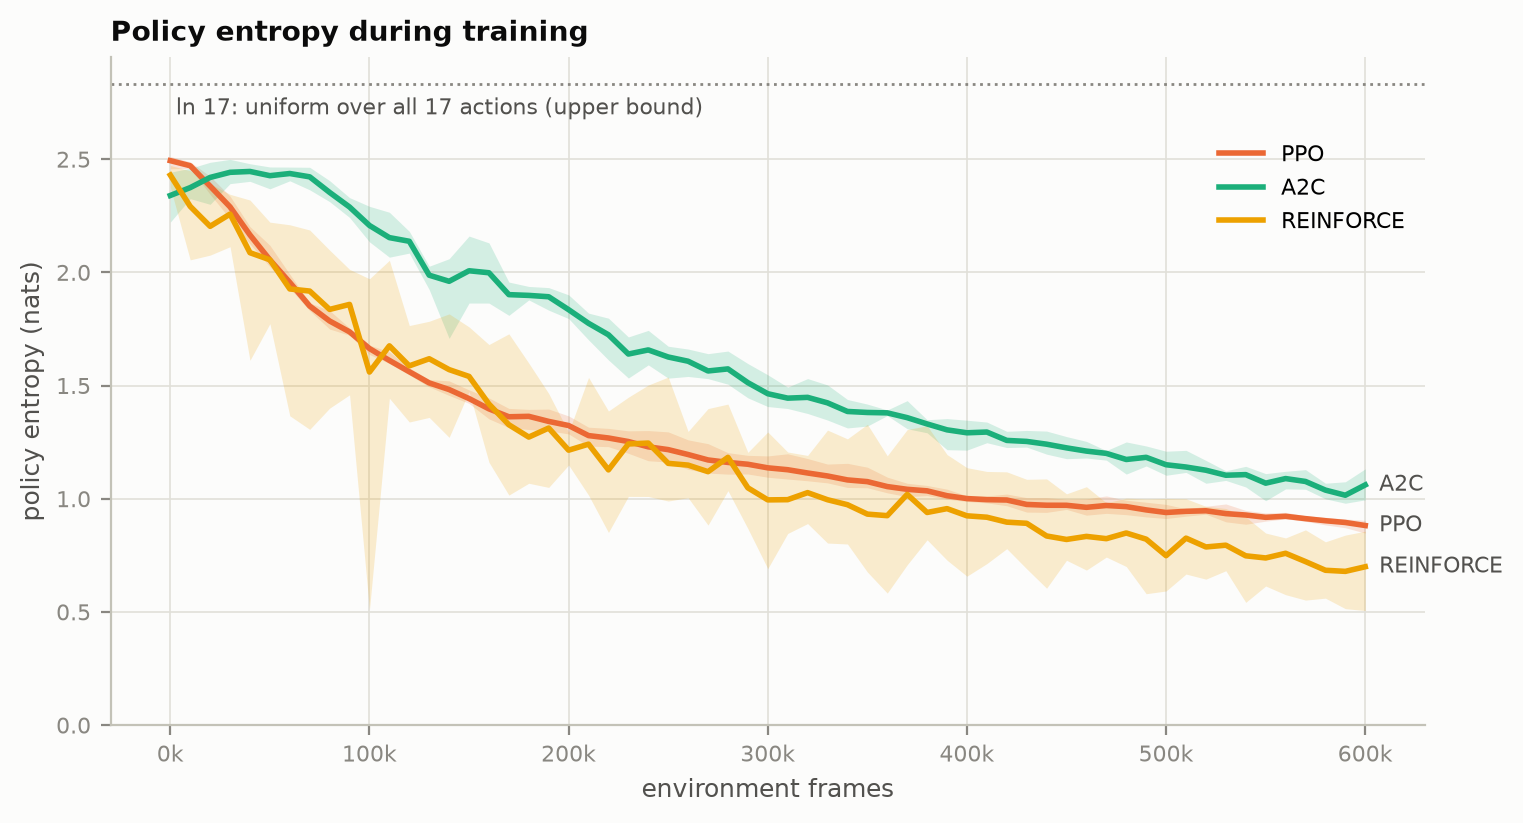 Policy entropy during training
ln 17: uniform over all 17 actions (upper bound)
PPO
A2C
REINFORCE
2.5
2.0
1.5
1.0
0.5
0.0
policy entropy (nats)
A2C
PPO
REINFORCE
0k 100k 200k 300k 400k 500k 600k
environment frames